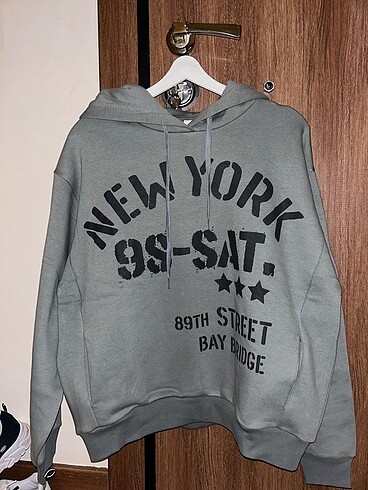 NEW YORK
9S-SAT.
89TH STREET
BAY BRIDGE